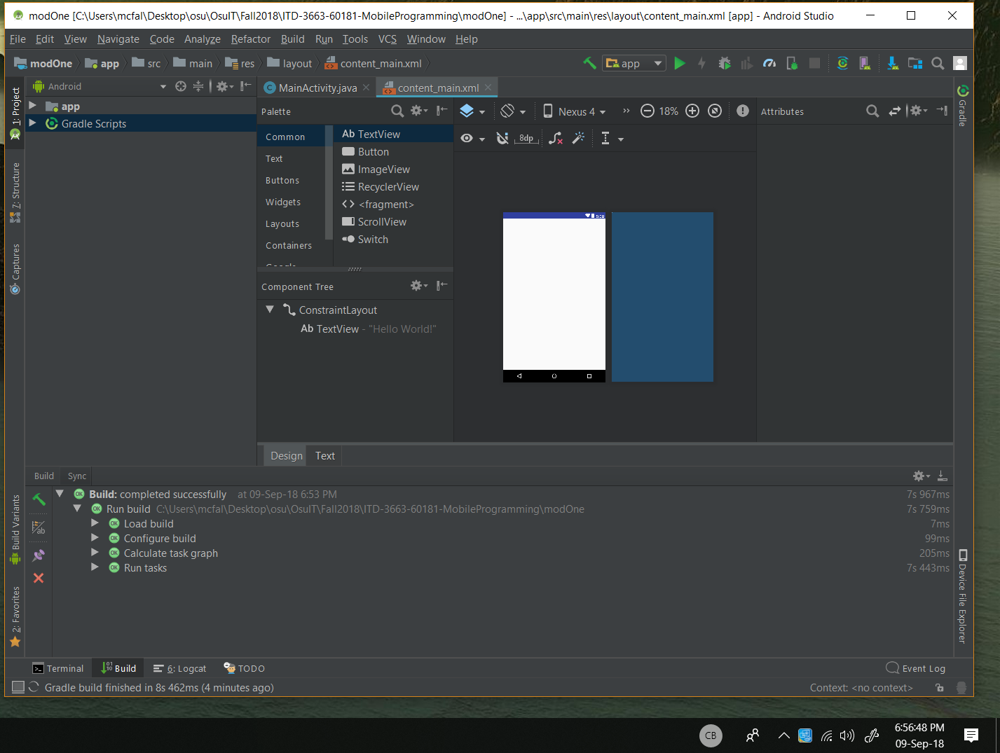 modOne [C:\Users\mcfal\Desktop\osu\OsuIT\Fall2018\ITD-3663-60181-MobileProgramming\modOne] - ...\app\src\main\res\layout\content_main.xml [app] - Android Studio
File Edit View Navigate Code Analyze Refactor Build Run Tools VCS Window Help
modOne app src main res layout content_main.xml app
1: Project
7: Structure
Captures
Build Variants
2: Favorites
Android
app
Gradle Scripts
MainActivity.java content_main.xml
Palette
Common
Text
Buttons
Widgets
Layouts
Containers
Google
Ab TextView
Button
ImageView
RecyclerView
<fragment>
ScrollView
Switch
Nexus 4 18%
8dp
Attributes
Component Tree
ConstraintLayout
Ab TextView - "Hello World!"
Design Text
Gradle
Device File Explorer
Build Sync
OK Build: completed successfully at 09-Sep-18 6:53 PM 7s 967ms
OK Run build C:\Users\mcfal\Desktop\osu\OsuIT\Fall2018\ITD-3663-60181-MobileProgramming\modOne 7s 759ms
OK Load build 7ms
OK Configure build 99ms
OK Calculate task graph 205ms
OK Run tasks 7s 443ms
Terminal Build 6: Logcat TODO Event Log
Gradle build finished in 8s 462ms (4 minutes ago) Context: <no context>
CB
6:56:48 PM
09-Sep-18